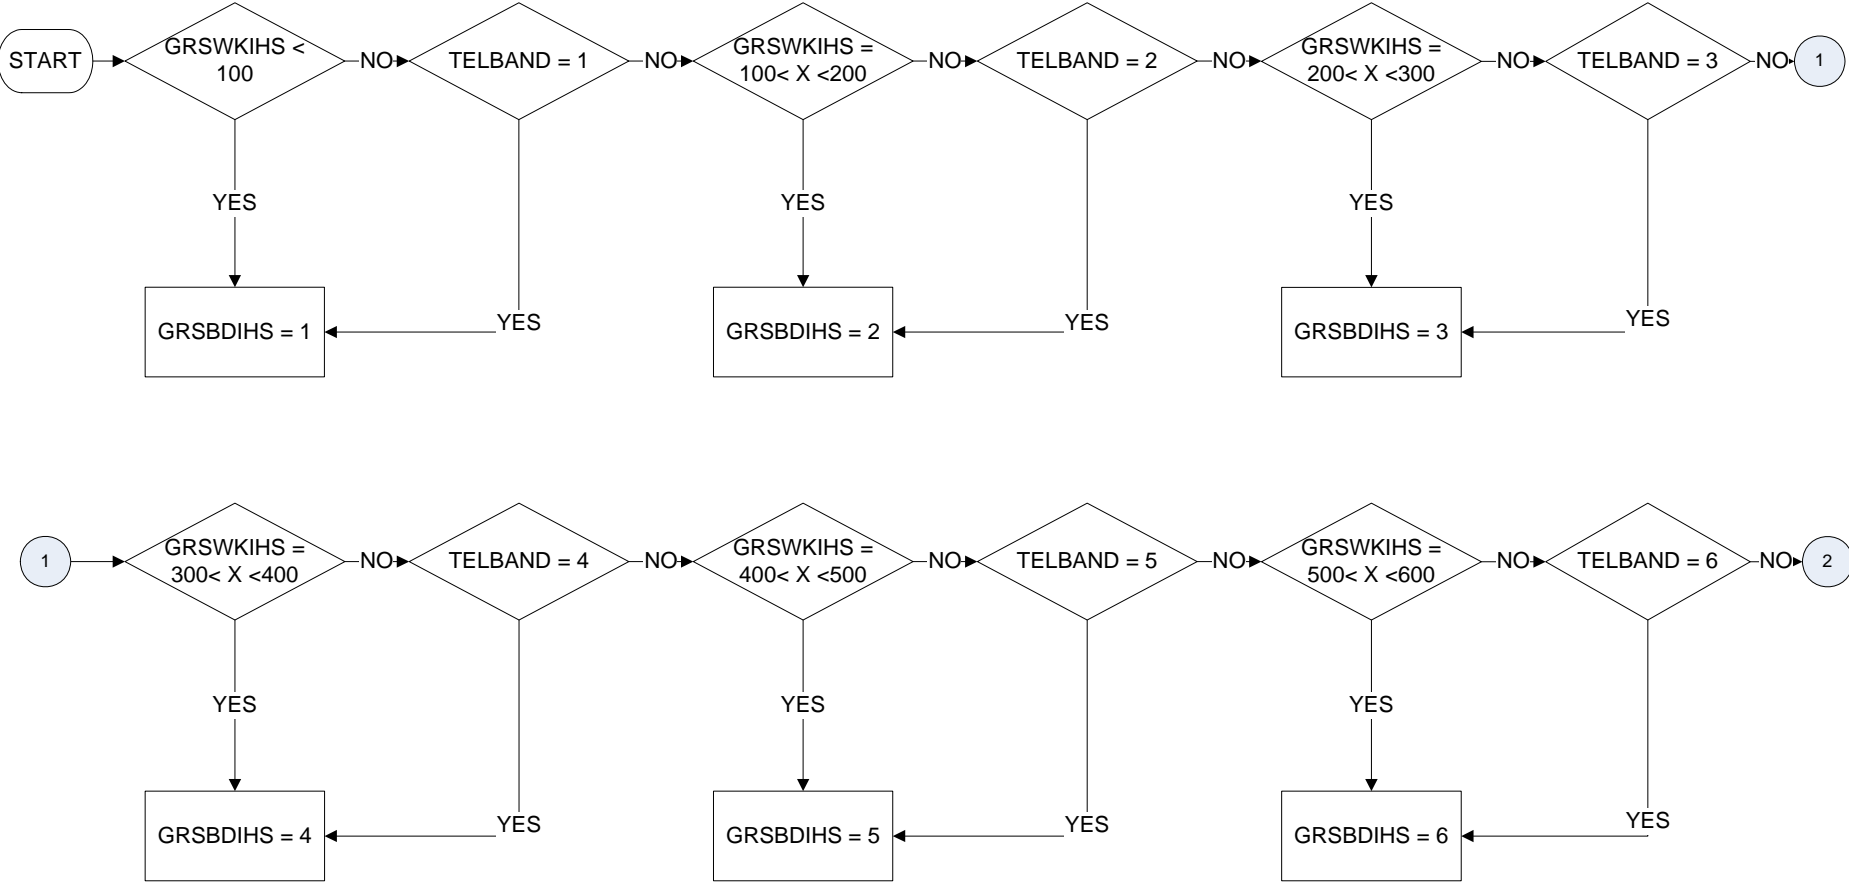 START
GRSWKIHS <
100
NO
TELBAND = 1
NO
GRSWKIHS =
100< X <200
NO
TELBAND = 2
NO
GRSWKIHS =
200< X <300
NO
TELBAND = 3
NO
1
YES
YES
YES
GRSBDIHS = 1
YES
GRSBDIHS = 2
YES
GRSBDIHS = 3
YES
1
GRSWKIHS =
300< X <400
NO
TELBAND = 4
NO
GRSWKIHS =
400< X <500
NO
TELBAND = 5
NO
GRSWKIHS =
500< X <600
NO
TELBAND = 6
NO
2
YES
YES
YES
GRSBDIHS = 4
YES
GRSBDIHS = 5
YES
GRSBDIHS = 6
YES